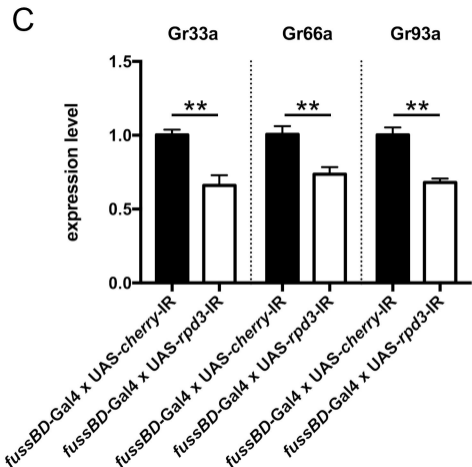 C
Gr33a Gr66a Gr93a
expression level
1.5
1.0
0.5
0.0
** ** **
fussBD-Gal4 x UAS-cherry-IR
fussBD-Gal4 x UAS-rpd3-IR
fussBD-Gal4 x UAS-cherry-IR
fussBD-Gal4 x UAS-rpd3-IR
fussBD-Gal4 x UAS-cherry-IR
fussBD-Gal4 x UAS-rpd3-IR